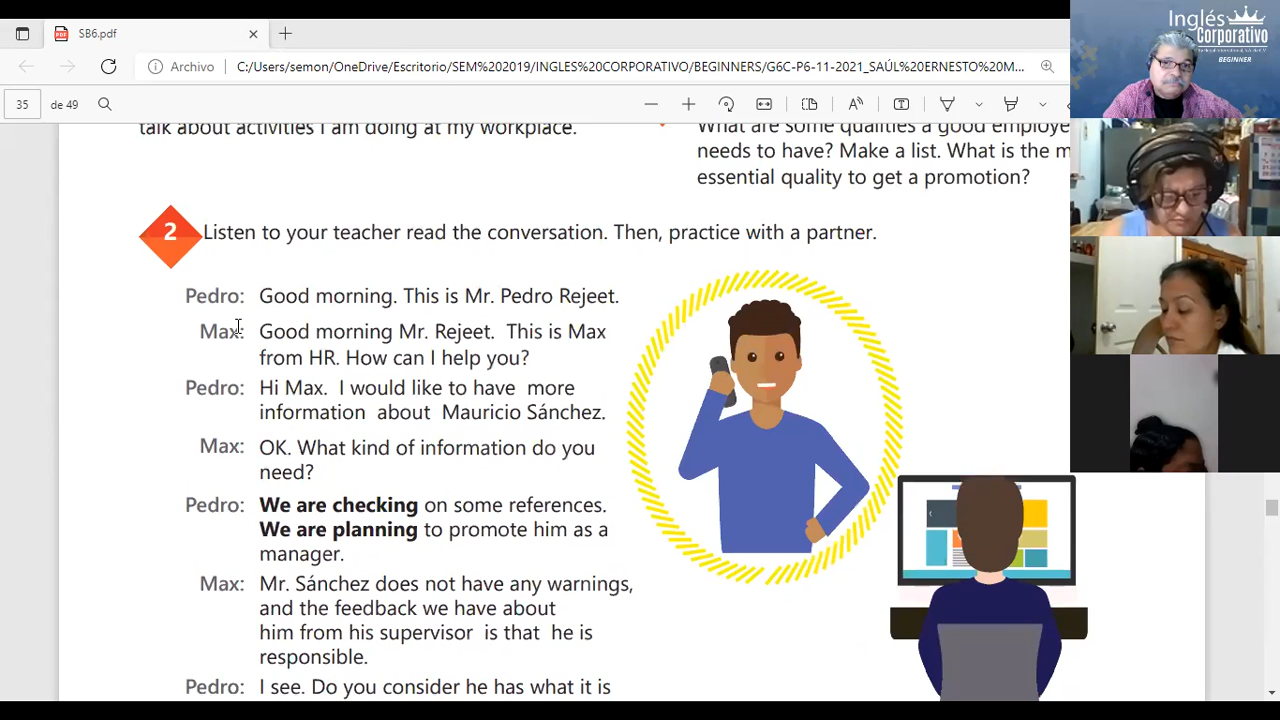 SB6.pdf
Archivo
C:/Users/semon/OneDrive/Escritorio/SEM%202019/INGLES%20CORPORATIVO/BEGINNERS/G6C-P6-11-2021_SAÚL%20ERNESTO%20M...
35
de 49
Inglés
Corporativo
BEGINNER
talk about activities I am doing at my workplace.
What are some qualities a good employe
needs to have? Make a list. What is the m
essential quality to get a promotion?
2
Listen to your teacher read the conversation. Then, practice with a partner.
Pedro: Good morning. This is Mr. Pedro Rejeet.
Max: Good morning Mr. Rejeet. This is Max
from HR. How can I help you?
Pedro: Hi Max. I would like to have more
information about Mauricio Sánchez.
Max: OK. What kind of information do you
need?
Pedro: We are checking on some references.
We are planning to promote him as a
manager.
Max: Mr. Sánchez does not have any warnings,
and the feedback we have about
him from his supervisor is that he is
responsible.
Pedro: I see. Do you consider he has what it is